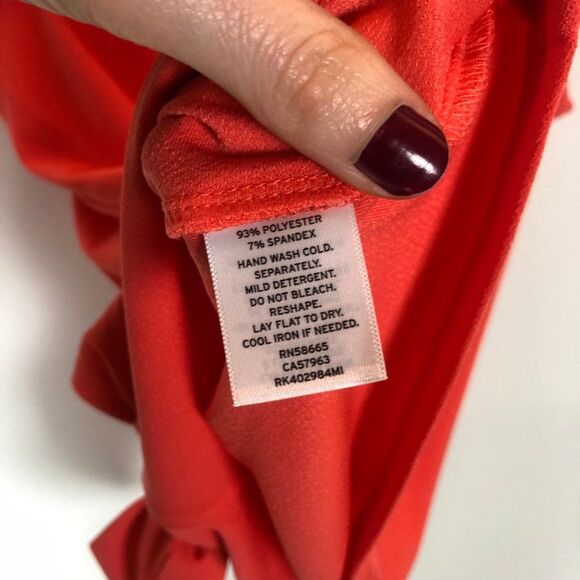 93% POLYESTER
7% SPANDEX
HAND WASH COLD.
SEPARATELY.
MILD DETERGENT.
DO NOT BLEACH.
RESHAPE.
LAY FLAT TO DRY.
COOL IRON IF NEEDED.
RN58665
CA57963
RK402984MI